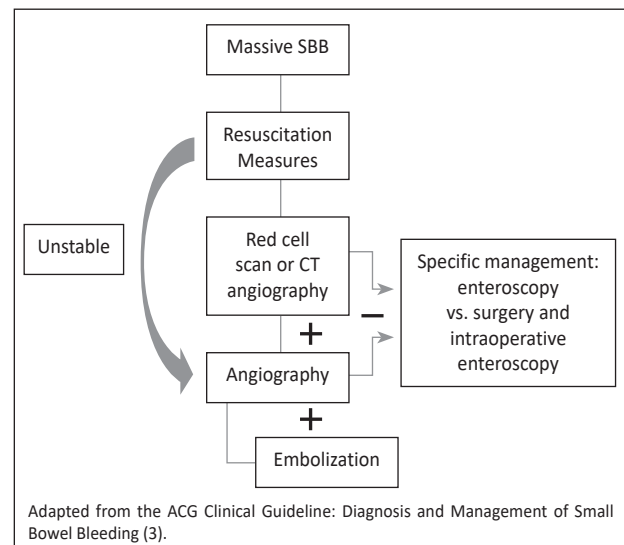 Massive SBB
Resuscitation
Measures
Unstable
Red cell
scan or CT
angiography
Specific management:
enteroscopy
vs. surgery and
intraoperative
enteroscopy
−
+
Angiography
+
Embolization
Adapted from the ACG Clinical Guideline: Diagnosis and Management of Small
Bowel Bleeding (3).